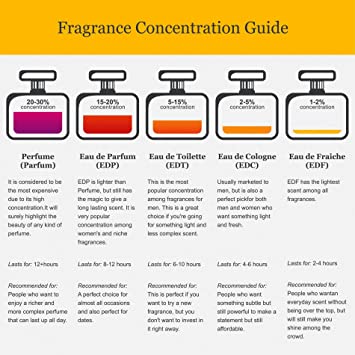 Fragrance Concentration Guide
20-30%
concentration
15-20%
concentration
5-15%
concentration
2-5%
concentration
1-2%
concentration
Perfume
(Parfum)
It is considered to be
the most expensive
due to its high
concentration.It will
surely highlight the
beauty of any kind of
perfume.
Lasts for: 12+hours
Recommended for:
People who want to
enjoy a richer and
more complex perfume
that can last up all day.
Eau de Parfum
(EDP)
EDP is lighter than
Perfume, but still has
the magic to give a
long lasting scent. It is
very popular
concentration among
women's and niche
fragrances.
Lasts for: 8-12 hours
Recommended for:
A perfect choice for
almost all occasions
and also perfect for
dates.
Eau de Toilette
(EDT)
This is the most
popular concentration
among fragrances for
men. This is a great
choice if you're going
for something light and
less complex scent.
Lasts for: 6-10 hours
Recommended for:
This is perfect if you
want to try a new
fragrance, but you
don't want to invest in
it right away.
Eau de Cologne
(EDC)
Usually marketed to
men, but is also a
perfect pickfor both
men and women who
want something light
and fresh.
Lasts for: 4-6 hours
Recommended for:
People who want
something subtle but
still powerful to make a
statement but still
affordable.
Eau de Fraiche
(EDF)
EDF has the lightest
scent among all
fragrances.
Lasts for: 2-4 hours
Recommended for:
People who wantan
everyday scent without
being over the top, but
will still make you
shine among the
crowd.